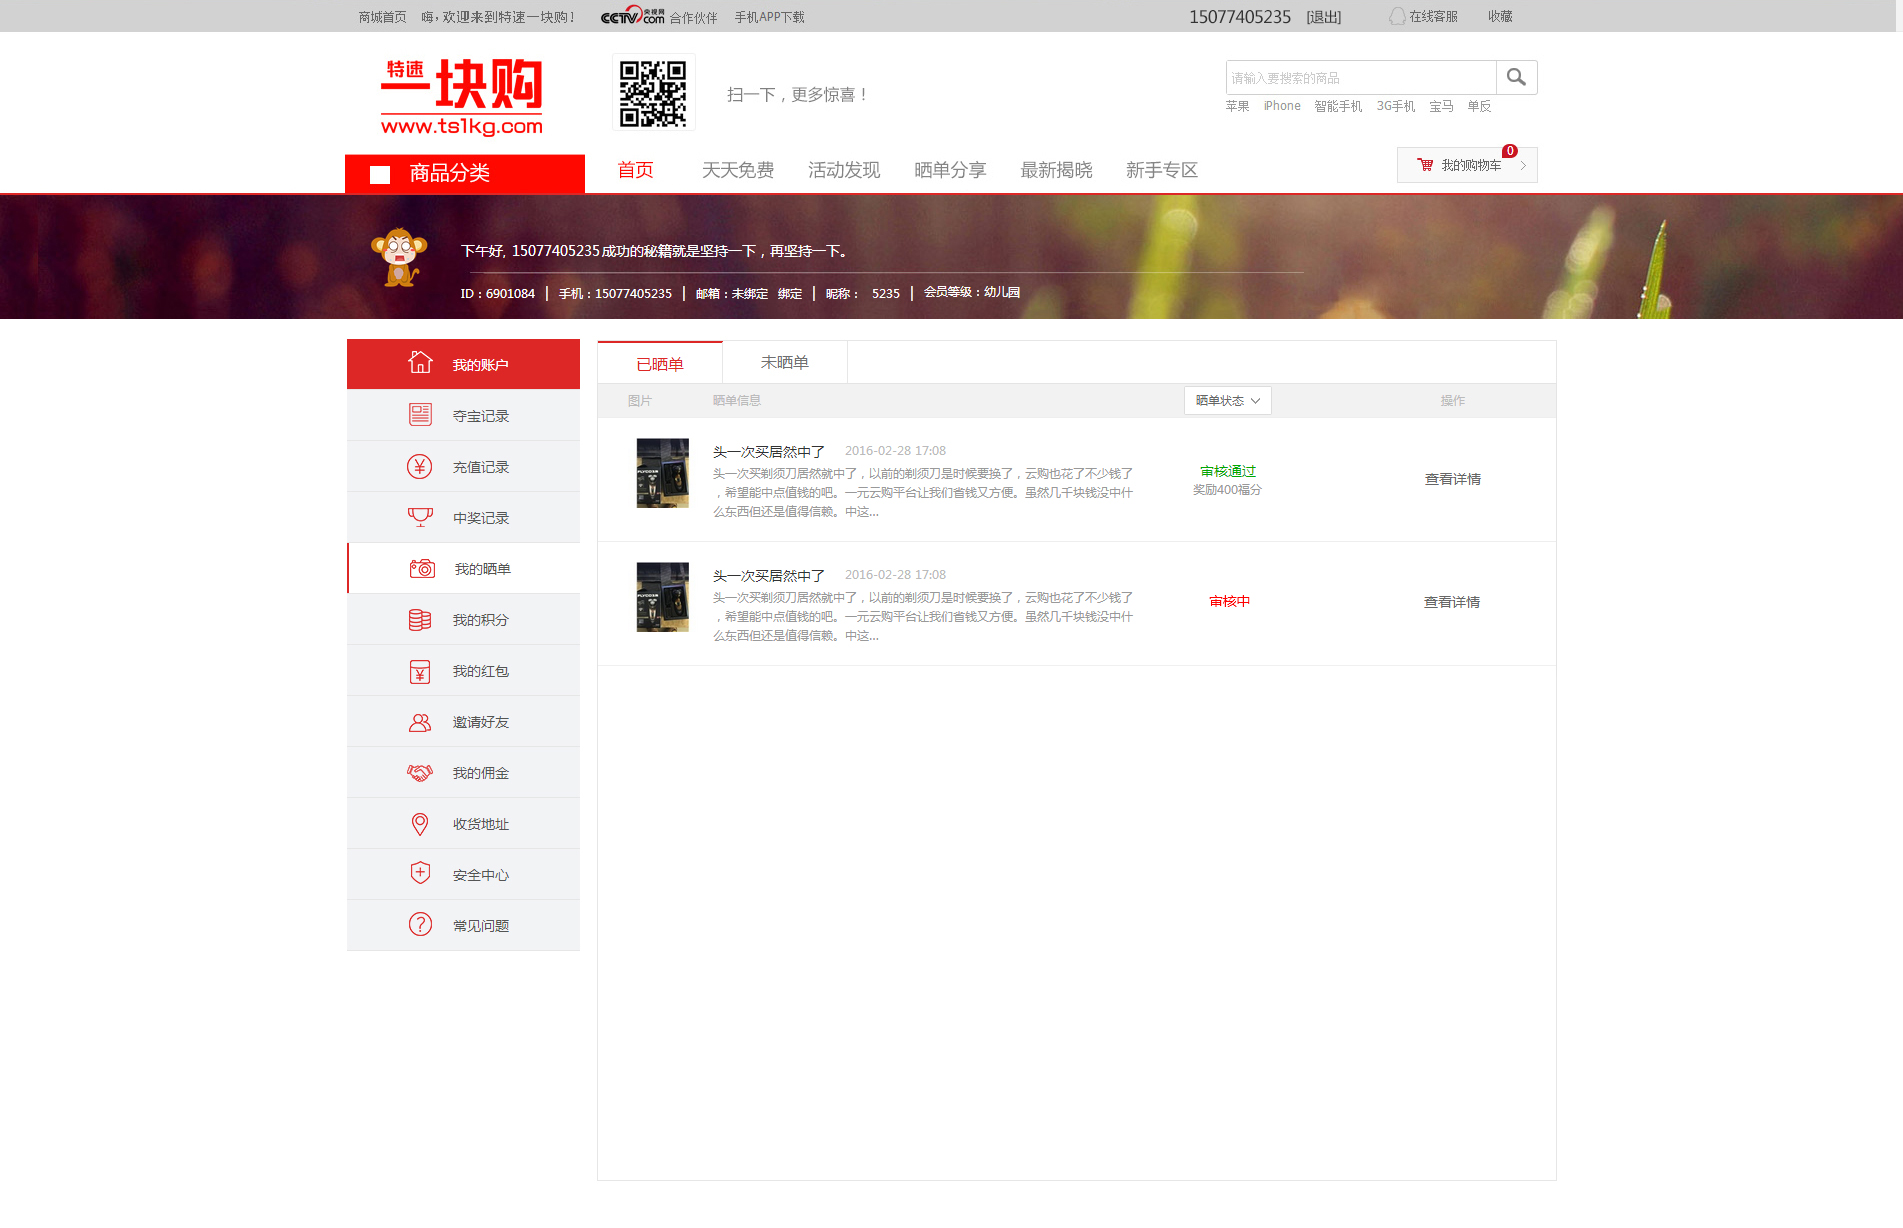 商城首页 嗨，欢迎来到特速一块购！ CCTV.com 央视网 合作伙伴 手机APP下载 15077405235 [退出] 在线客服 收藏
特速
一块购
www.ts1kg.com
扫一下，更多惊喜！
请输入要搜索的商品
苹果 iPhone 智能手机 3G手机 宝马 单反
商品分类 首页 天天免费 活动发现 晒单分享 最新揭晓 新手专区 我的购物车 0
下午好, 15077405235 成功的秘籍就是坚持一下，再坚持一下。
ID：6901084 | 手机：15077405235 | 邮箱：未绑定 绑定 | 昵称： 5235 | 会员等级：幼儿园
我的账户
夺宝记录
充值记录
中奖记录
我的晒单
我的积分
我的红包
邀请好友
我的佣金
收货地址
安全中心
常见问题
已晒单 未晒单
图片 晒单信息 晒单状态 操作
头一次买居然中了 2016-02-28 17:08
头一次买剃须刀居然就中了，以前的剃须刀是时候要换了，云购也花了不少钱了
，希望能中点值钱的吧。一元云购平台让我们省钱又方便。虽然几千块钱没中什
么东西但还是值得信赖。中这...
审核通过
奖励400福分
查看详情
头一次买居然中了 2016-02-28 17:08
头一次买剃须刀居然就中了，以前的剃须刀是时候要换了，云购也花了不少钱了
，希望能中点值钱的吧。一元云购平台让我们省钱又方便。虽然几千块钱没中什
么东西但还是值得信赖。中这...
审核中
查看详情